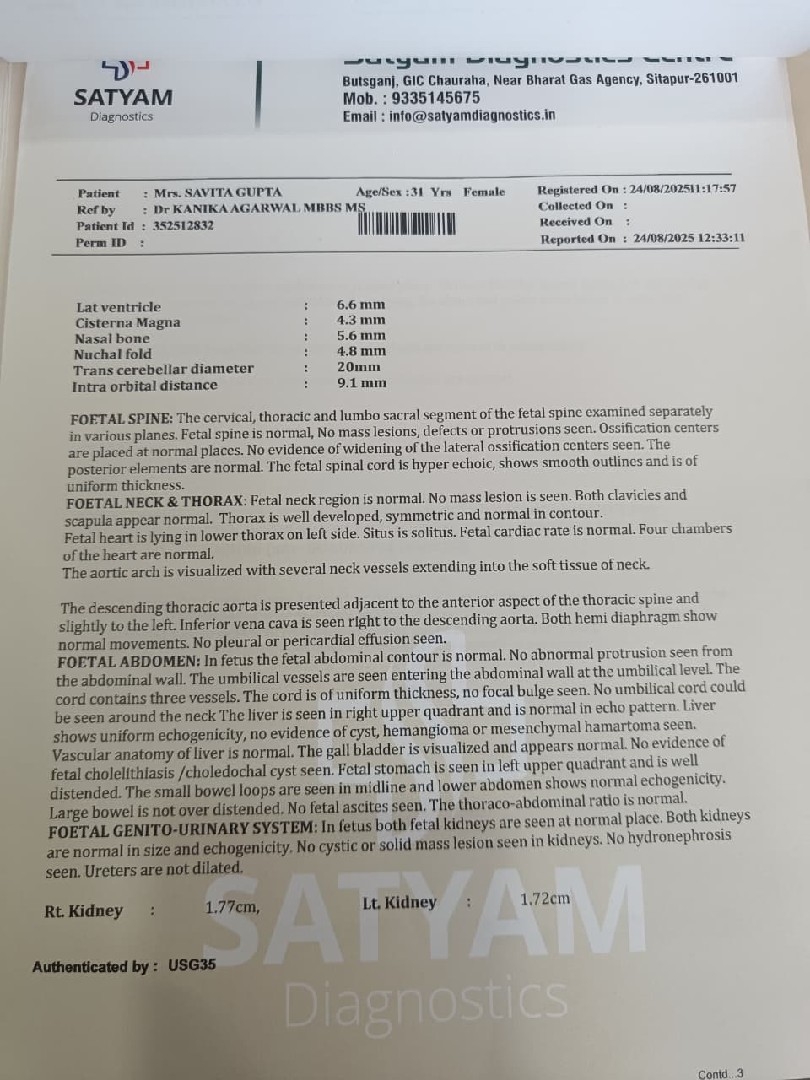 SATYAM
Diagnostics
Satyam Diagnostics Centre
Butsganj, GIC Chauraha, Near Bharat Gas Agency, Sitapur-261001
Mob. : 9335145675
Email : info@satyamdiagnostics.in
Patient : Mrs. SAVITA GUPTA Age/Sex :31 Yrs Female Registered On : 24/08/202511:17:57
Ref by : Dr KANIKA AGARWAL MBBS MS Collected On :
Patient Id : 352512832 Received On :
Perm ID : Reported On : 24/08/2025 12:33:11
Lat ventricle : 6.6 mm
Cisterna Magna : 4.3 mm
Nasal bone : 5.6 mm
Nuchal fold : 4.8 mm
Trans cerebellar diameter : 20mm
Intra orbital distance : 9.1 mm
FOETAL SPINE: The cervical, thoracic and lumbo sacral segment of the fetal spine examined separately
in various planes. Fetal spine is normal, No mass lesions, defects or protrusions seen. Ossification centers
are placed at normal places. No evidence of widening of the lateral ossification centers seen. The
posterior elements are normal. The fetal spinal cord is hyper echoic, shows smooth outlines and is of
uniform thickness.
FOETAL NECK & THORAX: Fetal neck region is normal. No mass lesion is seen. Both clavicles and
scapula appear normal. Thorax is well developed, symmetric and normal in contour.
Fetal heart is lying in lower thorax on left side. Situs is solitus. Fetal cardiac rate is normal. Four chambers
of the heart are normal.
The aortic arch is visualized with several neck vessels extending into the soft tissue of neck.
The descending thoracic aorta is presented adjacent to the anterior aspect of the thoracic spine and
slightly to the left. Inferior vena cava is seen right to the descending aorta. Both hemi diaphragm show
normal movements. No pleural or pericardial effusion seen.
FOETAL ABDOMEN: In fetus the fetal abdominal contour is normal. No abnormal protrusion seen from
the abdominal wall. The umbilical vessels are seen entering the abdominal wall at the umbilical level. The
cord contains three vessels. The cord is of uniform thickness, no focal bulge seen. No umbilical cord could
be seen around the neck The liver is seen in right upper quadrant and is normal in echo pattern. Liver
shows uniform echogenicity, no evidence of cyst, hemangioma or mesenchymal hamartoma seen.
Vascular anatomy of liver is normal. The gall bladder is visualized and appears normal. No evidence of
fetal cholelithiasis /choledochal cyst seen. Fetal stomach is seen in left upper quadrant and is well
distended. The small bowel loops are seen in midline and lower abdomen shows normal echogenicity.
Large bowel is not over distended. No fetal ascites seen. The thoraco-abdominal ratio is normal.
FOETAL GENITO-URINARY SYSTEM: In fetus both fetal kidneys are seen at normal place. Both kidneys
are normal in size and echogenicity. No cystic or solid mass lesion seen in kidneys. No hydronephrosis
seen. Ureters are not dilated.
Rt. Kidney : 1.77cm, Lt. Kidney : 1.72cm
SATYAM
Diagnostics
Authenticated by : USG35
Contd...3